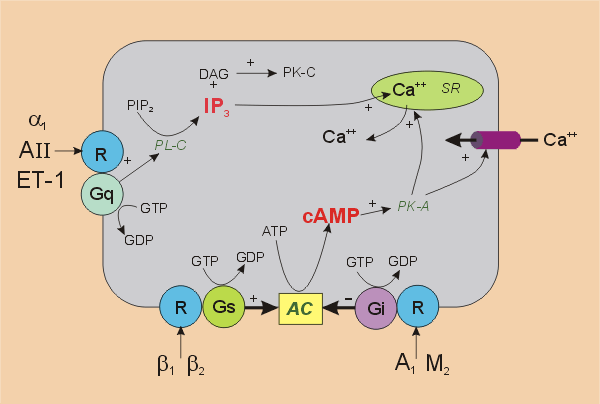 DAG + PK-C
+
PIP₂ IP₃ + Ca⁺⁺ SR
α₁ PL-C Ca⁺⁺ +
AII R + + Ca⁺⁺
ET-1 Gq GTP cAMP + PK-A
GDP ATP
GTP GDP GTP GDP
R Gs + AC - Gi R
β₁ β₂ A₁ M₂